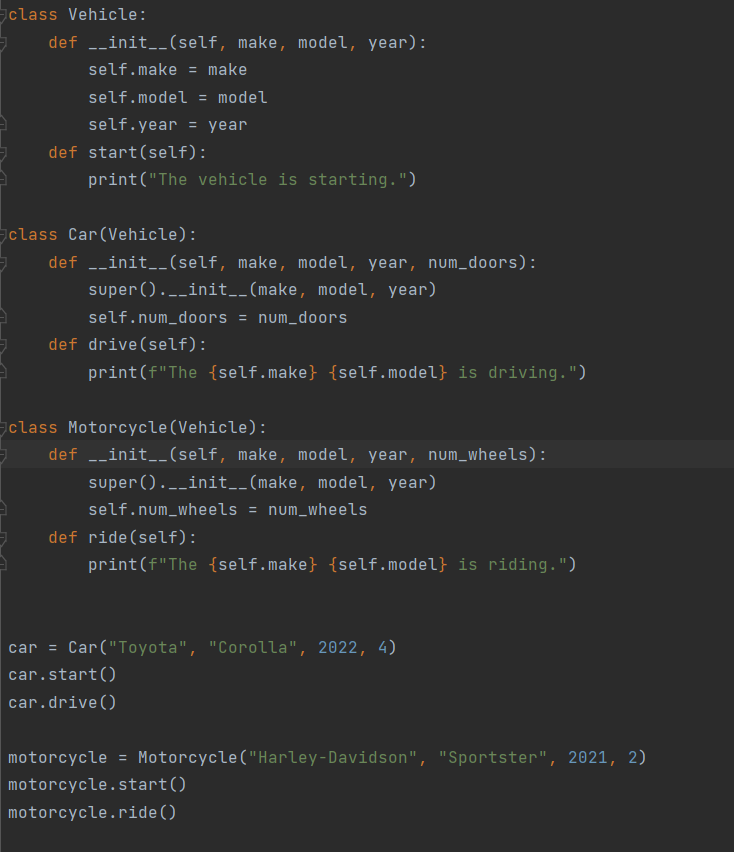 class Vehicle:
    def __init__(self, make, model, year):
        self.make = make
        self.model = model
        self.year = year
    def start(self):
        print("The vehicle is starting.")

class Car(Vehicle):
    def __init__(self, make, model, year, num_doors):
        super().__init__(make, model, year)
        self.num_doors = num_doors
    def drive(self):
        print(f"The {self.make} {self.model} is driving.")

class Motorcycle(Vehicle):
    def __init__(self, make, model, year, num_wheels):
        super().__init__(make, model, year)
        self.num_wheels = num_wheels
    def ride(self):
        print(f"The {self.make} {self.model} is riding.")


car = Car("Toyota", "Corolla", 2022, 4)
car.start()
car.drive()

motorcycle = Motorcycle("Harley-Davidson", "Sportster", 2021, 2)
motorcycle.start()
motorcycle.ride()